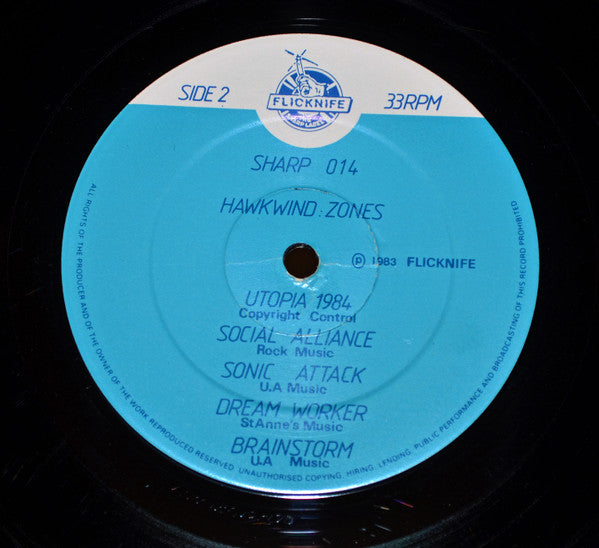 SIDE 2
FLICKNIFE
33RPM
SHARP 014
HAWKWIND : ZONES
℗ 1983 FLICKNIFE
UTOPIA 1984
Copyright Control
SOCIAL ALLIANCE
Rock Music
SONIC ATTACK
U.A Music
DREAM WORKER
StAnne's Music
BRAINSTORM
U.A Music
ALL RIGHTS OF THE PRODUCER AND OF THE OWNER OF THE WORK REPRODUCED RESERVED UNAUTHORISED COPYING, HIRING, LENDING, PUBLIC PERFORMANCE AND BROADCASTING OF THIS RECORD PROHIBITED